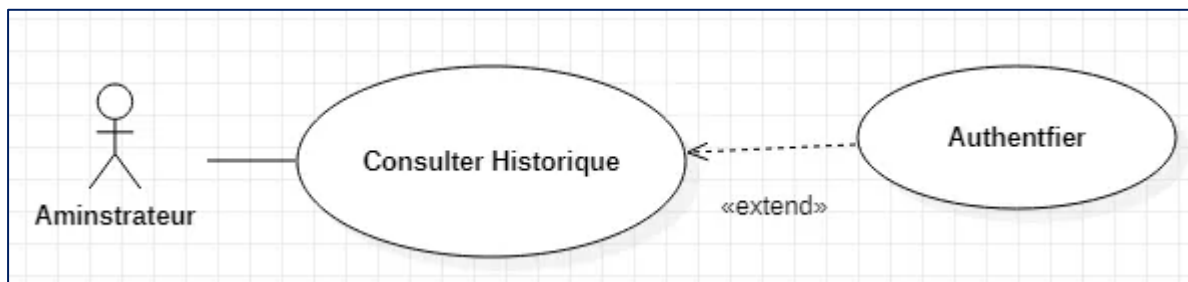 Consulter Historique
Authentfier
Aminstrateur
«extend»